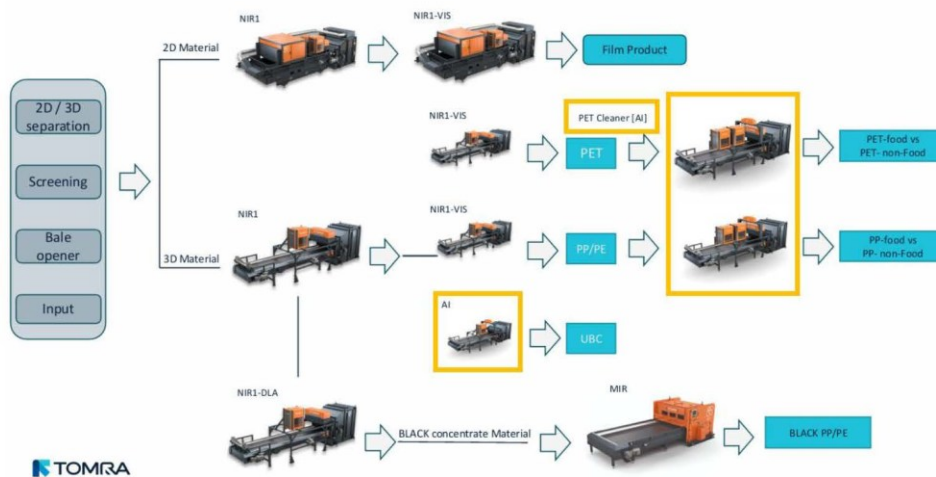 NIR1
NIR1-VIS
2D Material
Film Product
2D / 3D
separation
Screening
Bale
opener
Input
NIR1-VIS
PET Cleaner [AI]
PET
PET-food vs
PET- non-Food
NIR1
NIR1-VIS
3D Material
PP/PE
PP-food vs
PP- non-Food
AI
UBC
NIR1-DLA
BLACK concentrate Material
MIR
BLACK PP/PE
TOMRA